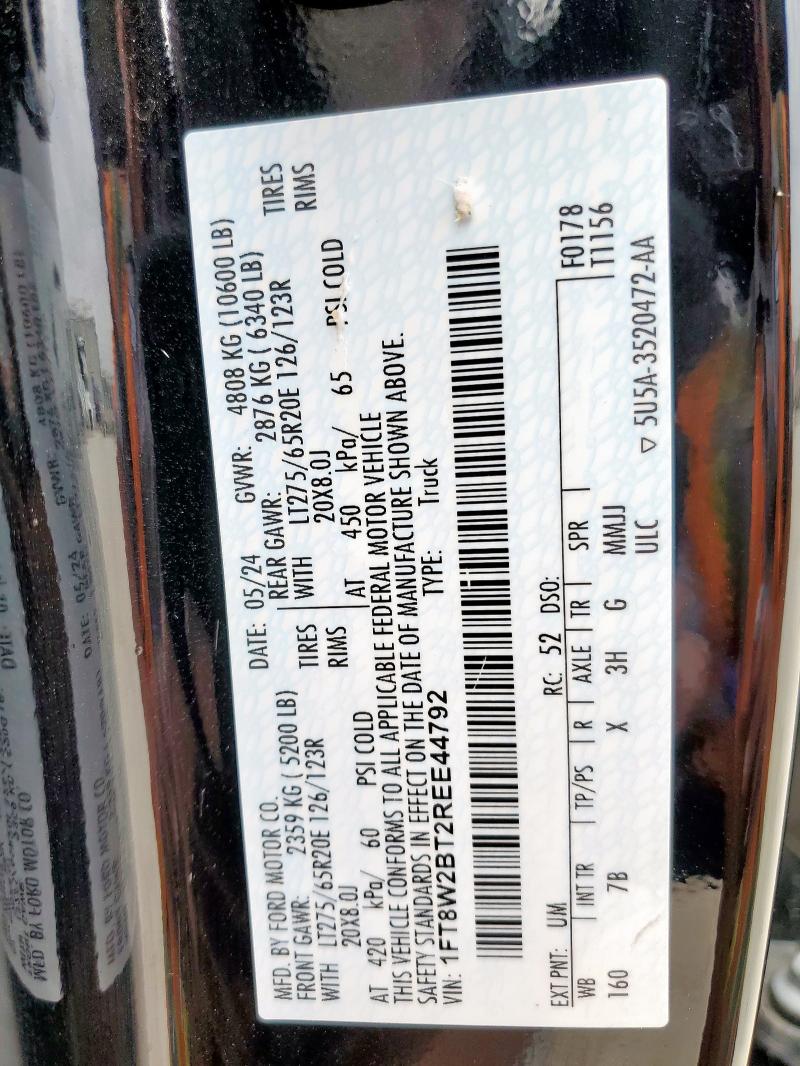 MFD. BY FORD MOTOR CO.
DATE: 05/24 GVWR: 4808 KG (10600 LB)
FRONT GAWR: 2359 KG ( 5200 LB) REAR GAWR: 2876 KG ( 6340 LB)
WITH LT275/65R20E 126/123R TIRES WITH LT275/65R20E 126/123R TIRES
20X8.0J RIMS 20X8.0J RIMS
AT 420 kPa/ 60 PSI COLD AT 450 kPa/ 65 PSI COLD
THIS VEHICLE CONFORMS TO ALL APPLICABLE FEDERAL MOTOR VEHICLE
SAFETY STANDARDS IN EFFECT ON THE DATE OF MANUFACTURE SHOWN ABOVE.
VIN: 1FT8W2BT2REE44792 TYPE: Truck
EXT PNT: UM RC: 52 DSO: F0178
WB INT TR TP/PS R AXLE TR SPR T1156
160 7B X 3H G MMJJ
ULC ▽ 5U5A-3520472-AA